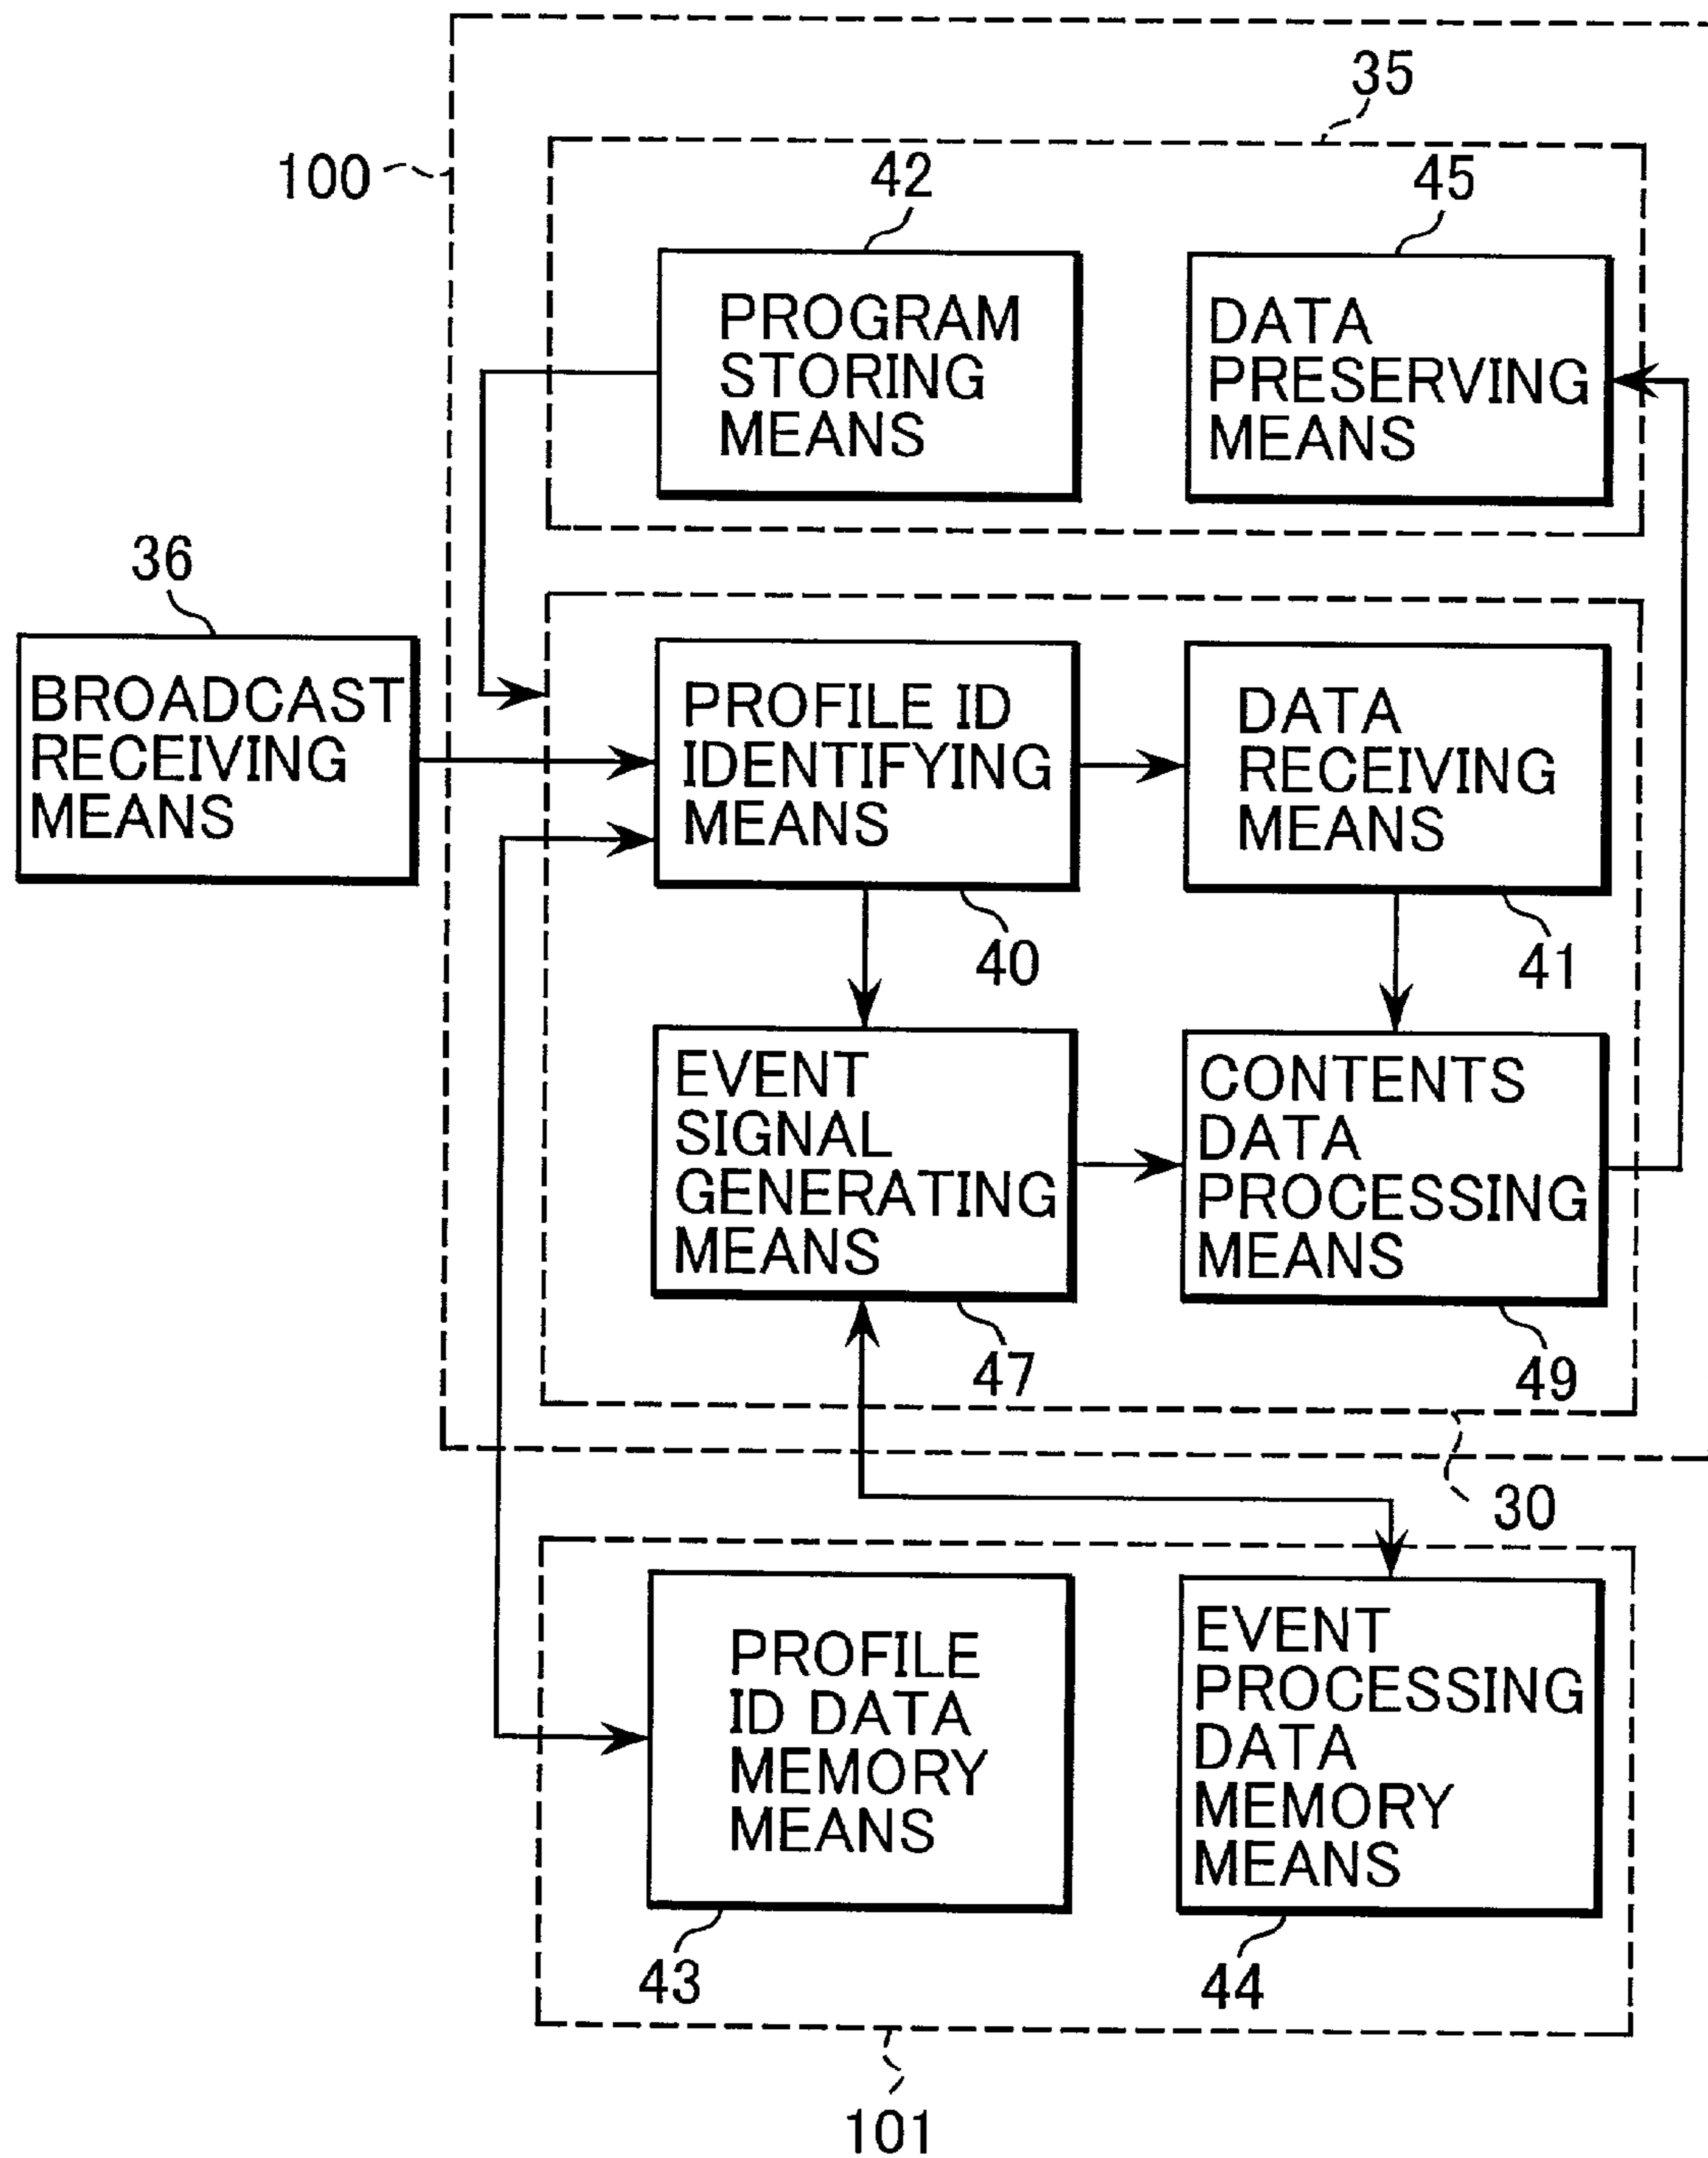 35
100
42
45
PROGRAM
STORING
MEANS
DATA
PRESERVING
MEANS
36
BROADCAST
RECEIVING
MEANS
PROFILE ID
IDENTIFYING
MEANS
DATA
RECEIVING
MEANS
40
41
EVENT
SIGNAL
GENERATING
MEANS
CONTENTS
DATA
PROCESSING
MEANS
47
49
30
PROFILE
ID DATA
MEMORY
MEANS
EVENT
PROCESSING
DATA
MEMORY
MEANS
43
44
101